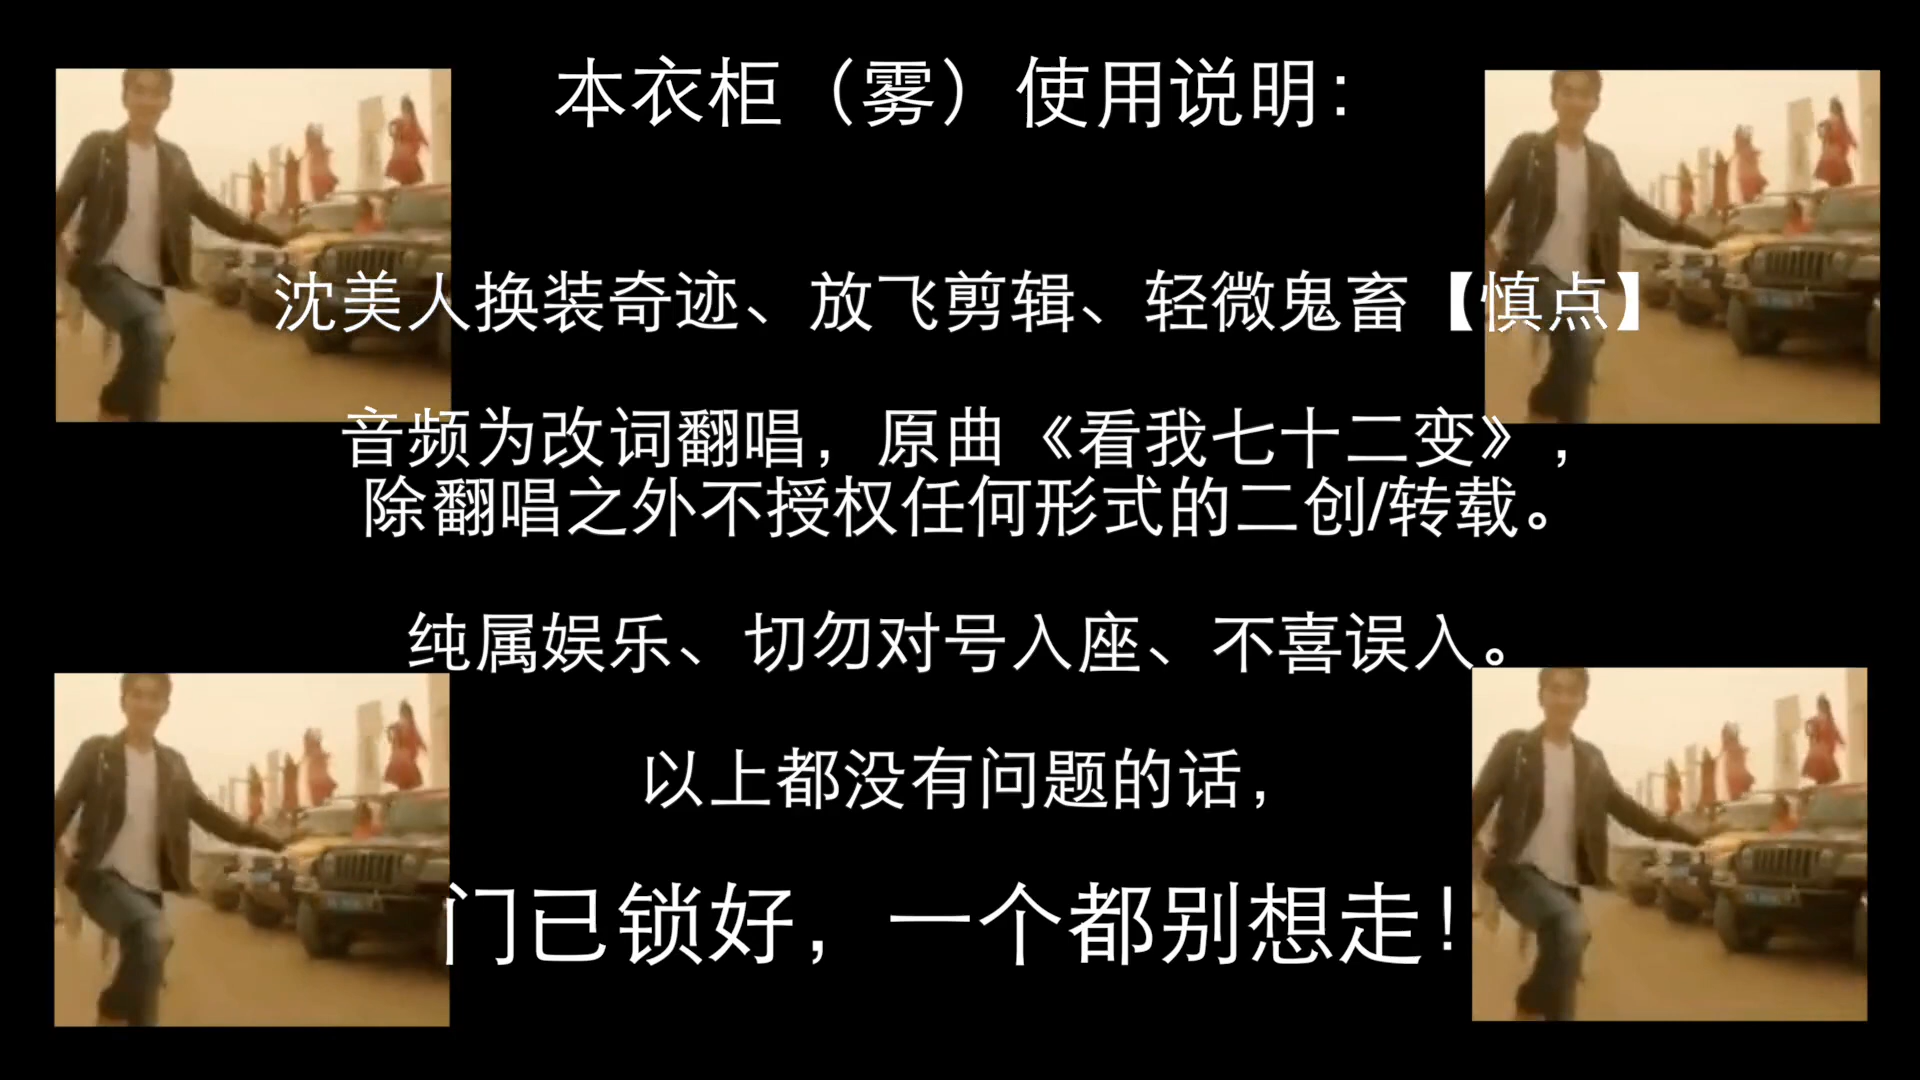 本衣柜（雾）使用说明：
沈美人换装奇迹、放飞剪辑、轻微鬼畜【慎点】
音频为改词翻唱，原曲《看我七十二变》，
除翻唱之外不授权任何形式的二创/转载。
纯属娱乐、切勿对号入座、不喜误入。
以上都没有问题的话，
门已锁好，一个都别想走！